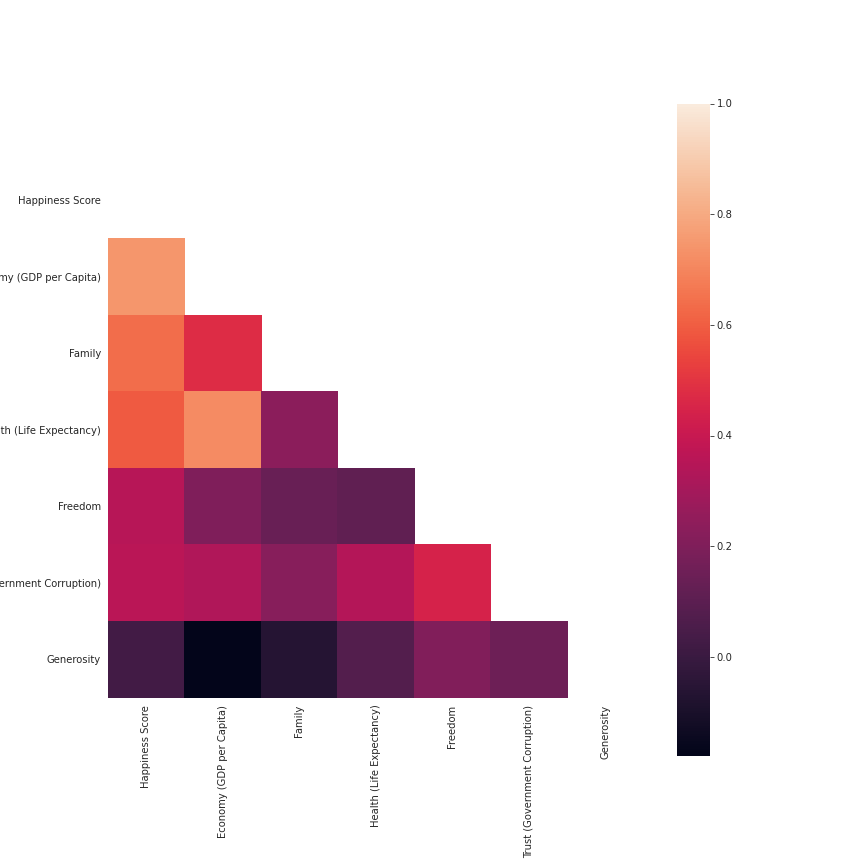 1.0
0.8
Happiness Score
my (GDP per Capita)
0.6
Family
0.4
th (Life Expectancy)
Freedom
0.2
ernment Corruption)
0.0
Generosity
Happiness Score
Economy (GDP per Capita)
Family
Health (Life Expectancy)
Freedom
Trust (Government Corruption)
Generosity